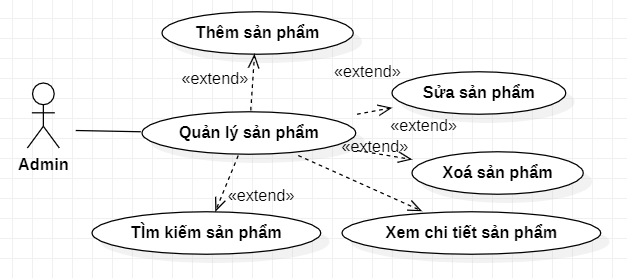 Thêm sản phẩm
«extend»
«extend»
Sửa sản phẩm
«extend»
Quản lý sản phẩm
«extend»
Admin
Xoá sản phẩm
«extend»
TÌm kiếm sản phẩm
Xem chi tiết sản phẩm